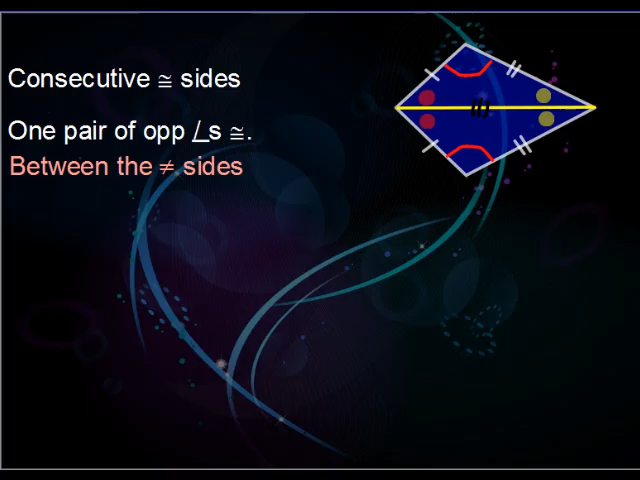 Consecutive ≅ sides
One pair of opp ∠s ≅.
Between the ≠ sides